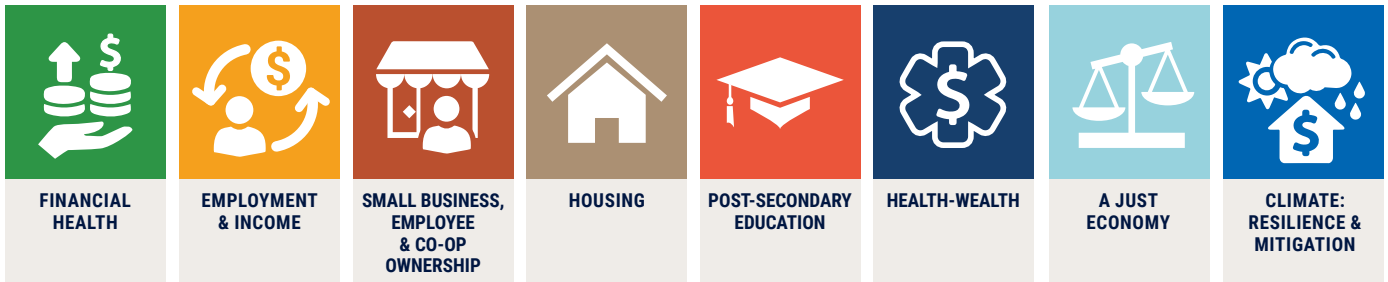 $
$
$
$
FINANCIAL
HEALTH
EMPLOYMENT
& INCOME
SMALL BUSINESS,
EMPLOYEE
& CO-OP
OWNERSHIP
HOUSING
POST-SECONDARY
EDUCATION
HEALTH-WEALTH
A JUST
ECONOMY
CLIMATE:
RESILIENCE &
MITIGATION